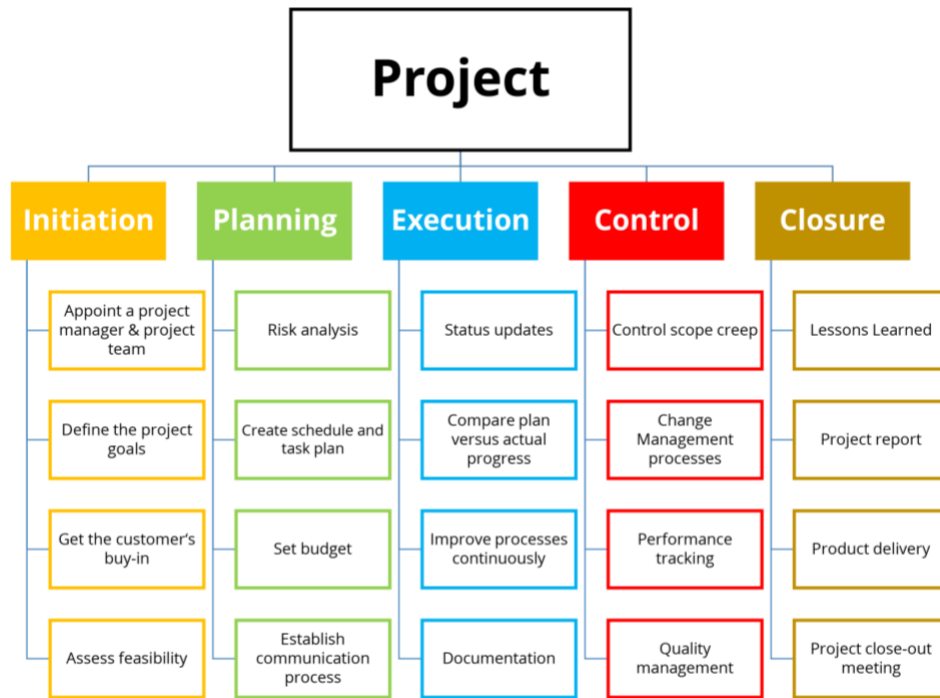 Project
Initiation
Planning
Execution
Control
Closure
Appoint a project
manager & project
team
Define the project
goals
Get the customer's
buy-in
Assess feasibility
Risk analysis
Create schedule and
task plan
Set budget
Establish
communication
process
Status updates
Compare plan
versus actual
progress
Improve processes
continuously
Documentation
Control scope creep
Change
Management
processes
Performance
tracking
Quality
management
Lessons Learned
Project report
Product delivery
Project close-out
meeting